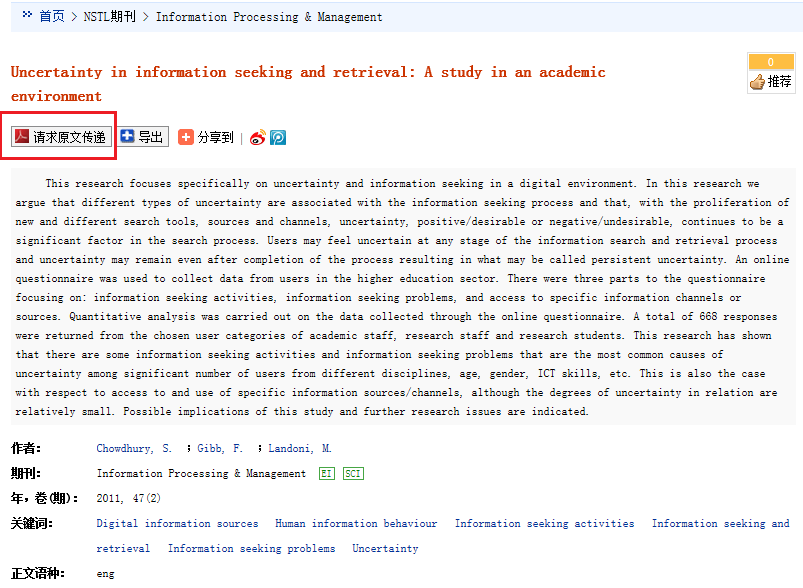 首页 > NSTL期刊 > Information Processing & Management
Uncertainty in information seeking and retrieval: A study in an academic
environment
0
推荐
请求原文传递 导出 分享到 |
This research focuses specifically on uncertainty and information seeking in a digital environment. In this research we
argue that different types of uncertainty are associated with the information seeking process and that, with the proliferation of
new and different search tools, sources and channels, uncertainty, positive/desirable or negative/undesirable, continues to be a
significant factor in the search process. Users may feel uncertain at any stage of the information search and retrieval process
and uncertainty may remain even after completion of the process resulting in what may be called persistent uncertainty. An online
questionnaire was used to collect data from users in the higher education sector. There were three parts to the questionnaire
focusing on: information seeking activities, information seeking problems, and access to specific information channels or
sources. Quantitative analysis was carried out on the data collected through the online questionnaire. A total of 668 responses
were returned from the chosen user categories of academic staff, research staff and research students. This research has shown
that there are some information seeking activities and information seeking problems that are the most common causes of
uncertainty among significant number of users from different disciplines, age, gender, ICT skills, etc. This is also the case
with respect to access to and use of specific information sources/channels, although the degrees of uncertainty in relation are
relatively small. Possible implications of this study and further research issues are indicated.
作者: Chowdhury, S. ; Gibb, F. ; Landoni, M.
期刊: Information Processing & Management EI SCI
年,卷(期): 2011, 47(2)
关键词: Digital information sources Human information behaviour Information seeking activities Information seeking and
retrieval Information seeking problems Uncertainty
正文语种: eng